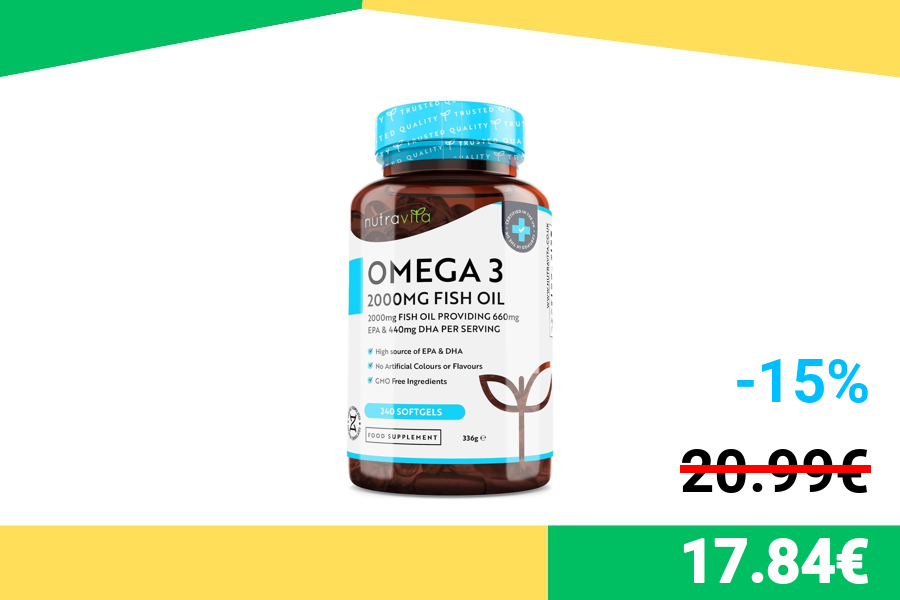 TRUSTED QUALITY
TRUSTED QUALITY
nutravita
OMEGA 3
2000MG FISH OIL
2000mg FISH OIL PROVIDING 660mg
EPA & 440mg DHA PER SERVING
High source of EPA & DHA
No Artificial Colours or Flavours
GMO Free Ingredients
240 SOFTGELS
FOOD SUPPLEMENT
336g ℮
-15%
20.99€
17.84€